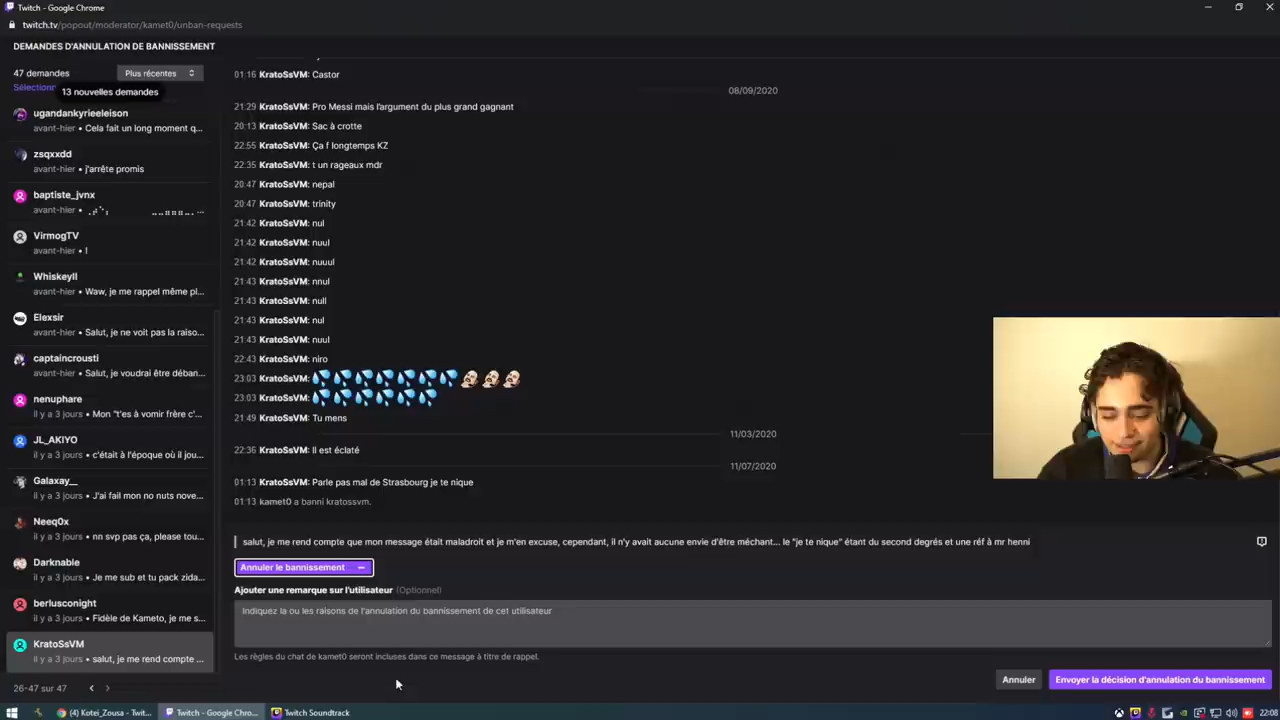 Twitch - Google Chrome
twitch.tv/popout/moderator/kamet0/unban-requests
DEMANDES D'ANNULATION DE BANNISSEMENT
47 demandes
Plus récentes
Sélectionn
13 nouvelles demandes
ugandankyrieeleison
Cela fait un long moment q...
zsqxxdd
avant-hier • j'arrête promis
baptiste_jvnx
avant-hier •
VirmogTV
avant-hier • !
Whiskeyll
avant-hier • Waw, je me rappel même pl...
Elexsir
avant-hier • Salut, je ne voit pas la raiso...
captaincrousti
avant-hier • Salut, je voudrai être déban...
nenuphare
il y a 3 jours • Mon "t'es à vomir frère c'...
JL_AKIYO
il y a 3 jours • c'était à l'époque où il jou...
Galaxay__
il y a 3 jours • J'ai fail mon no nuts nove...
Neeq0x
il y a 3 jours • nn svp pas ça, please tou...
Darknable
il y a 3 jours • Je me sub et tu pack zida...
berlusconight
il y a 3 jours • Fidèle de Kameto, je me s...
KratoSsVM
il y a 3 jours • salut, je me rend compte ...
26-47 sur 47
01:16 KratoSsVM: Castor
08/09/2020
21:29 KratoSsVM: Pro Messi mais l'argument du plus grand gagnant
20:13 KratoSsVM: Sac à crotte
22:55 KratoSsVM: Ça f longtemps KZ
22:35 KratoSsVM: t un rageaux mdr
20:47 KratoSsVM: nepal
20:47 KratoSsVM: trinity
21:42 KratoSsVM: nul
21:42 KratoSsVM: nuul
21:42 KratoSsVM: nuuul
21:43 KratoSsVM: nnul
21:43 KratoSsVM: null
21:43 KratoSsVM: nul
21:43 KratoSsVM: nuul
22:43 KratoSsVM: niro
23:03 KratoSsVM:
23:03 KratoSsVM:
21:49 KratoSsVM: Tu mens
11/03/2020
22:36 KratoSsVM: Il est éclaté
11/07/2020
01:13 KratoSsVM: Parle pas mal de Strasbourg je te nique
01:13 kamet0 a banni kratossvm.
salut, je me rend compte que mon message était maladroit et je m'en excuse, cependant, il n'y avait aucune envie d'être méchant... le "je te nique" étant du second degrés et une réf à mr henni
Annuler le bannissement
Ajouter une remarque sur l'utilisateur (Optionnel)
Indiquez la ou les raisons de l'annulation du bannissement de cet utilisateur
Les règles du chat de kamet0 seront incluses dans ce message à titre de rappel.
Annuler
Envoyer la décision d'annulation du bannissement
(4) Kotei_Zousa - Twit...
Twitch - Google Chro...
Twitch Soundtrack
22:08